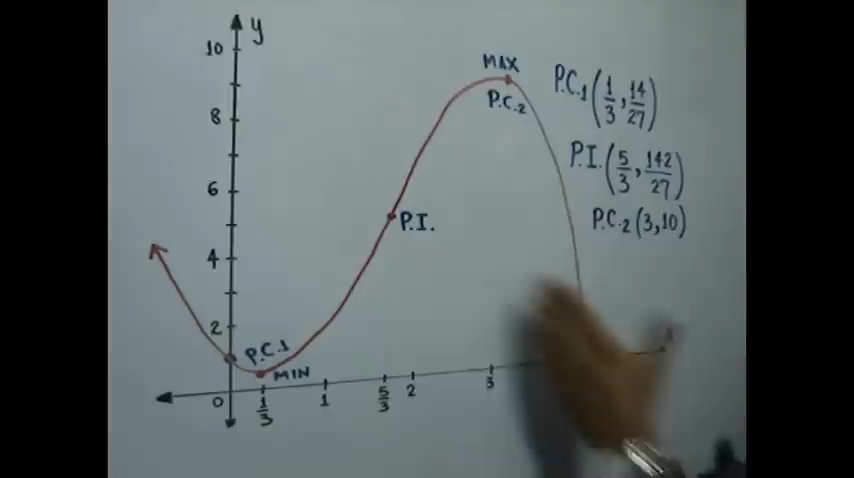 y
10
MAX
P.C.1 (1/3, 14/27)
8
P.C.2
P.I. (5/3, 142/27)
6
P.I.
P.C.2 (3,10)
4
2
P.C.1
MIN
0 1/3 1 5/3 2 3